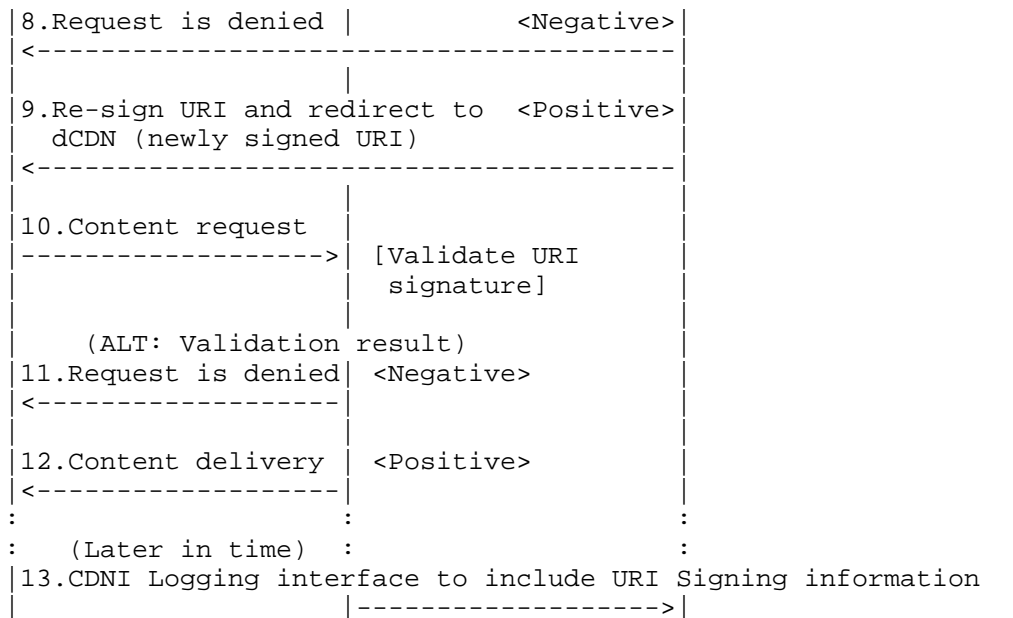 |8.Request is denied |          <Negative>|
|<----------------------------------------|
|                    |                    |
|9.Re-sign URI and redirect to  <Positive>|
|  dCDN (newly signed URI)                |
|<----------------------------------------|
|                    |                    |
|10.Content request  |                    |
|------------------->| [Validate URI      |
|                    |  signature]        |
|                    |                    |
|    (ALT: Validation result)             |
|11.Request is denied| <Negative>         |
|<-------------------|                    |
|                    |                    |
|12.Content delivery | <Positive>         |
|<-------------------|                    |
:                    :                    :
:   (Later in time)  :                    :
|13.CDNI Logging interface to include URI Signing information
|                    |------------------->|